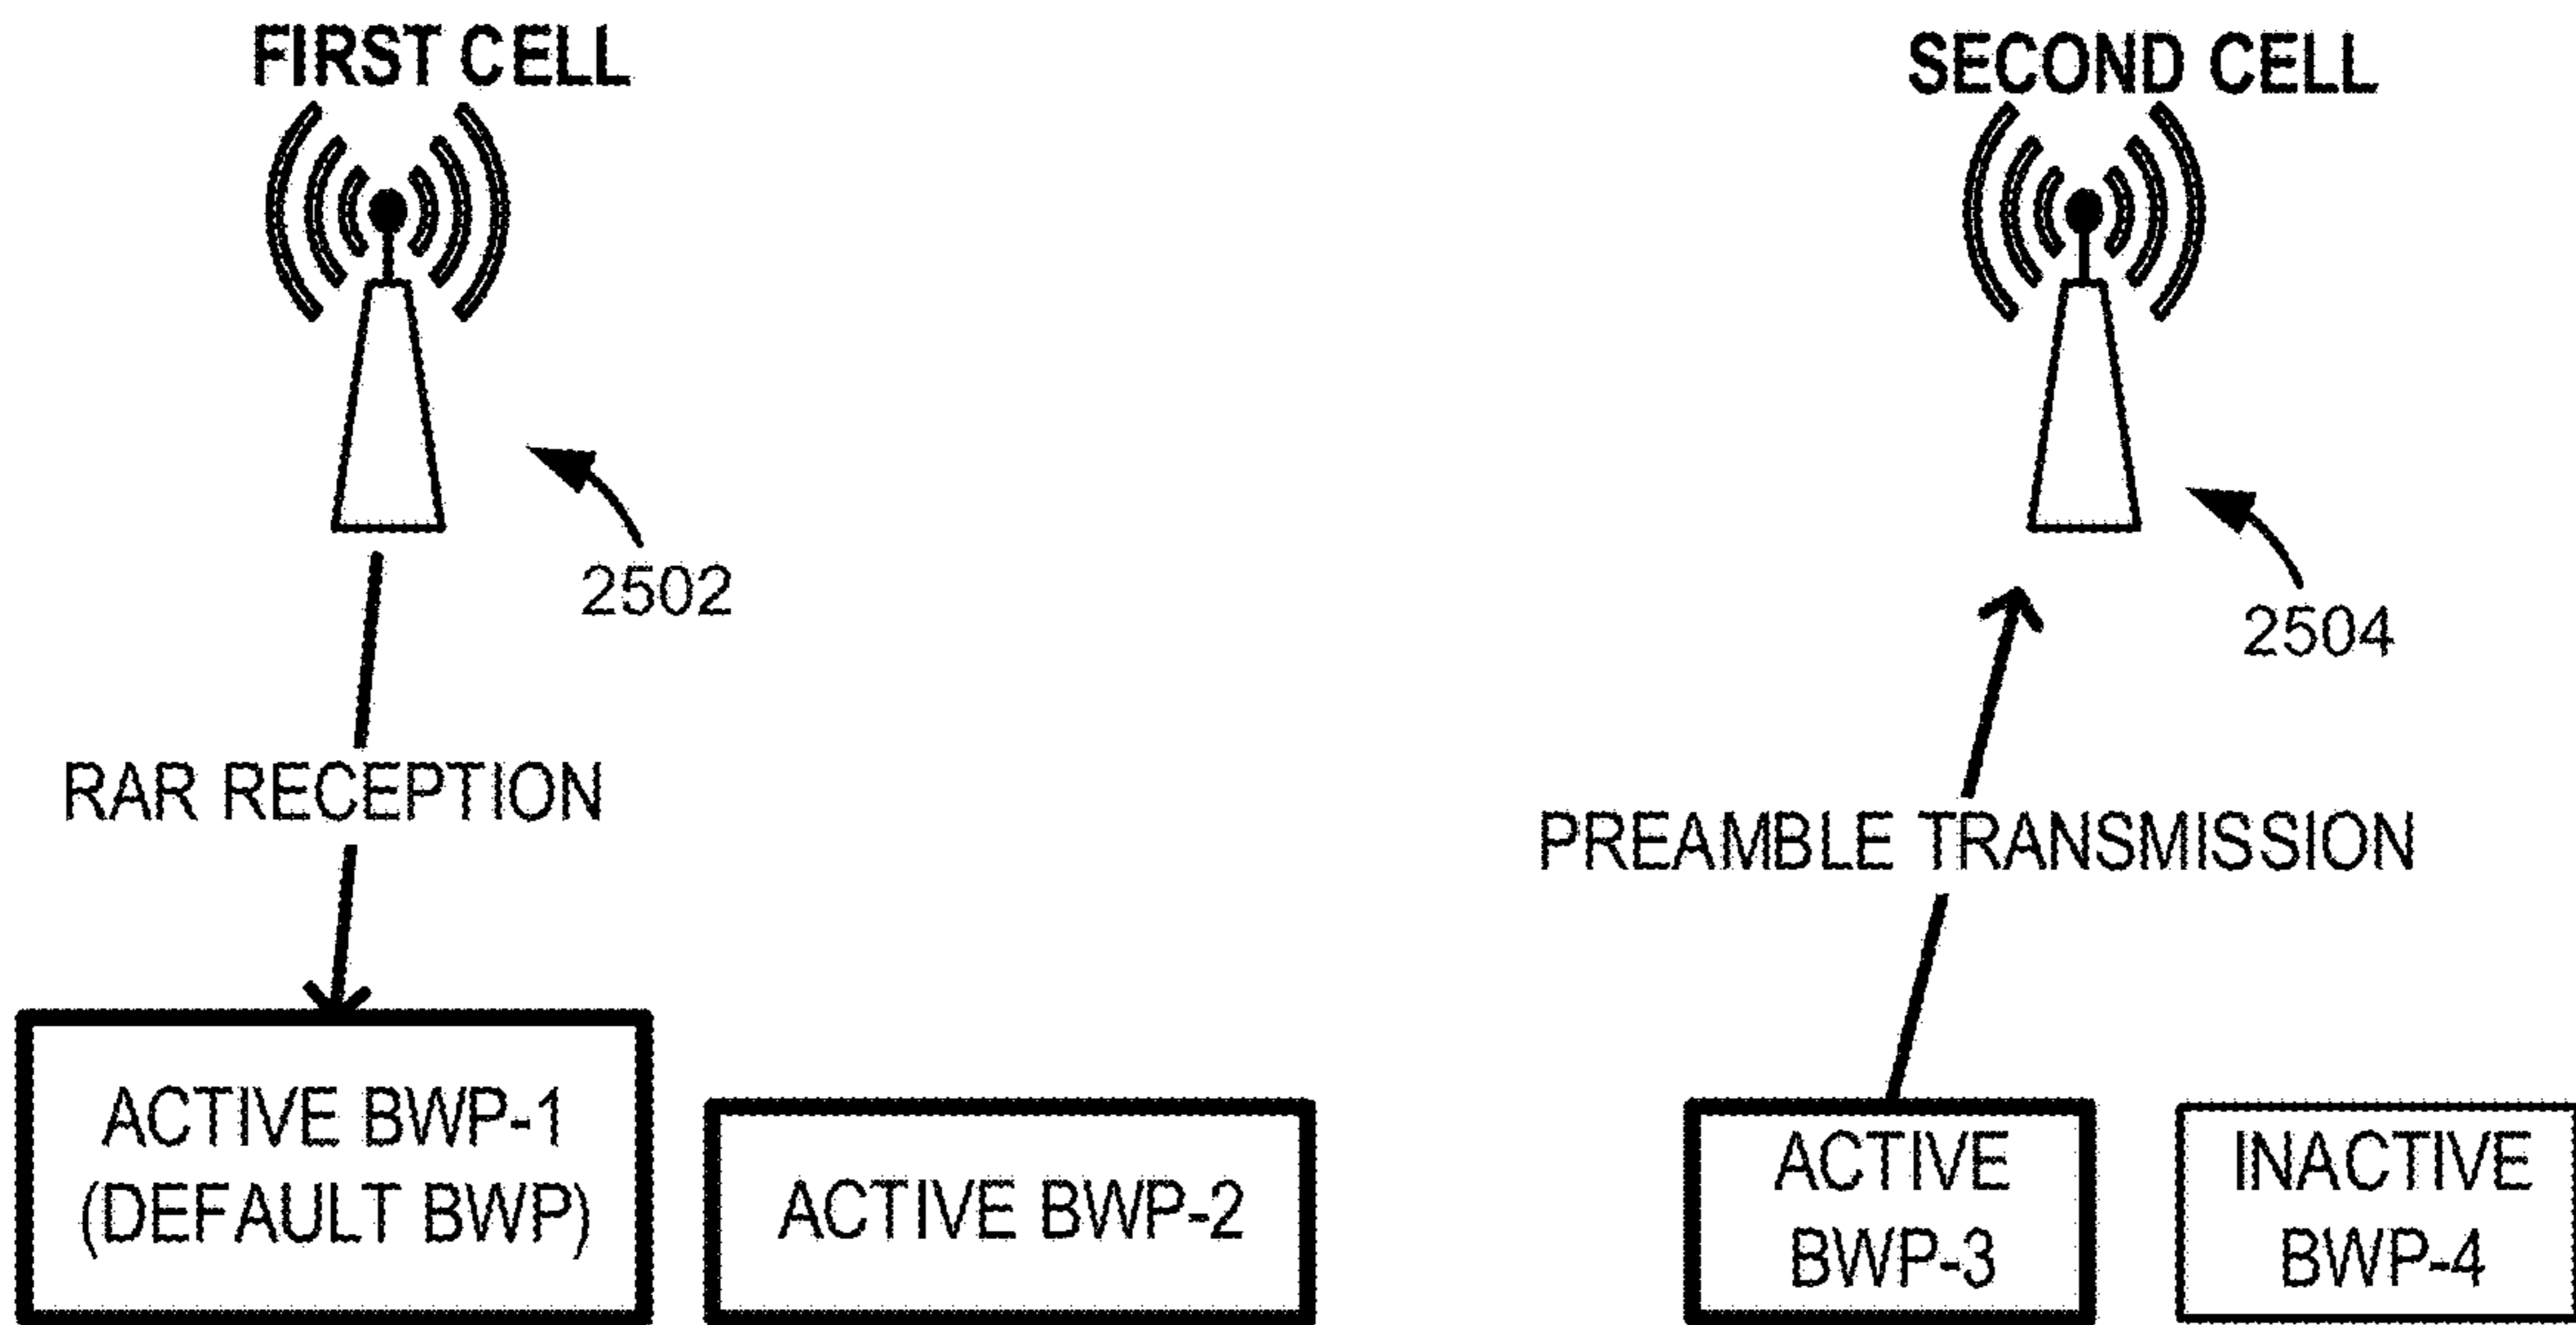 FIRST CELL
SECOND CELL
2502
2504
RAR RECEPTION
PREAMBLE TRANSMISSION
ACTIVE BWP-1
(DEFAULT BWP)
ACTIVE BWP-2
ACTIVE
BWP-3
INACTIVE
BWP-4